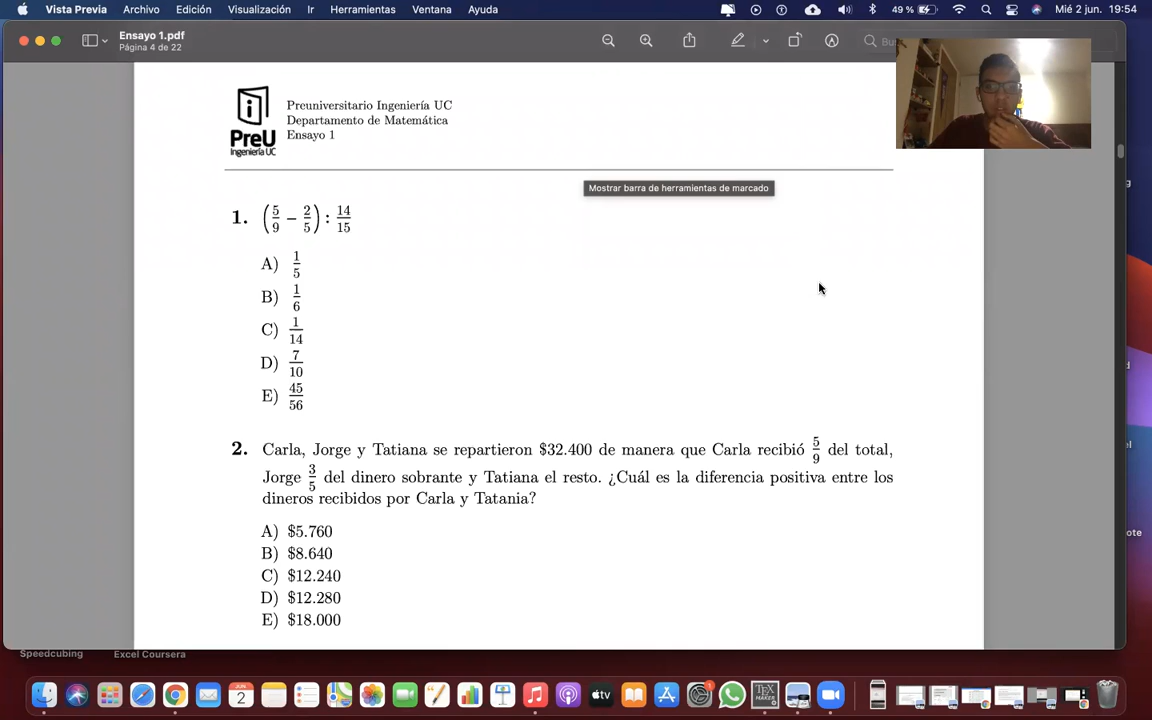 Vista Previa Archivo Edición Visualización Ir Herramientas Ventana Ayuda 49 % Mié 2 jun. 19:54
Ensayo 1.pdf
Página 4 de 22
Preuniversitario Ingeniería UC
Departamento de Matemática
Ensayo 1
PreU
Ingeniería UC
Mostrar barra de herramientas de marcado
1. (5/9 − 2/5) : 14/15
A) 1/5
B) 1/6
C) 1/14
D) 7/10
E) 45/56
2. Carla, Jorge y Tatiana se repartieron $32.400 de manera que Carla recibió 5/9 del total,
Jorge 3/5 del dinero sobrante y Tatiana el resto. ¿Cuál es la diferencia positiva entre los
dineros recibidos por Carla y Tatania?
A) $5.760
B) $8.640
C) $12.240
D) $12.280
E) $18.000
Speedcubing Excel Coursera